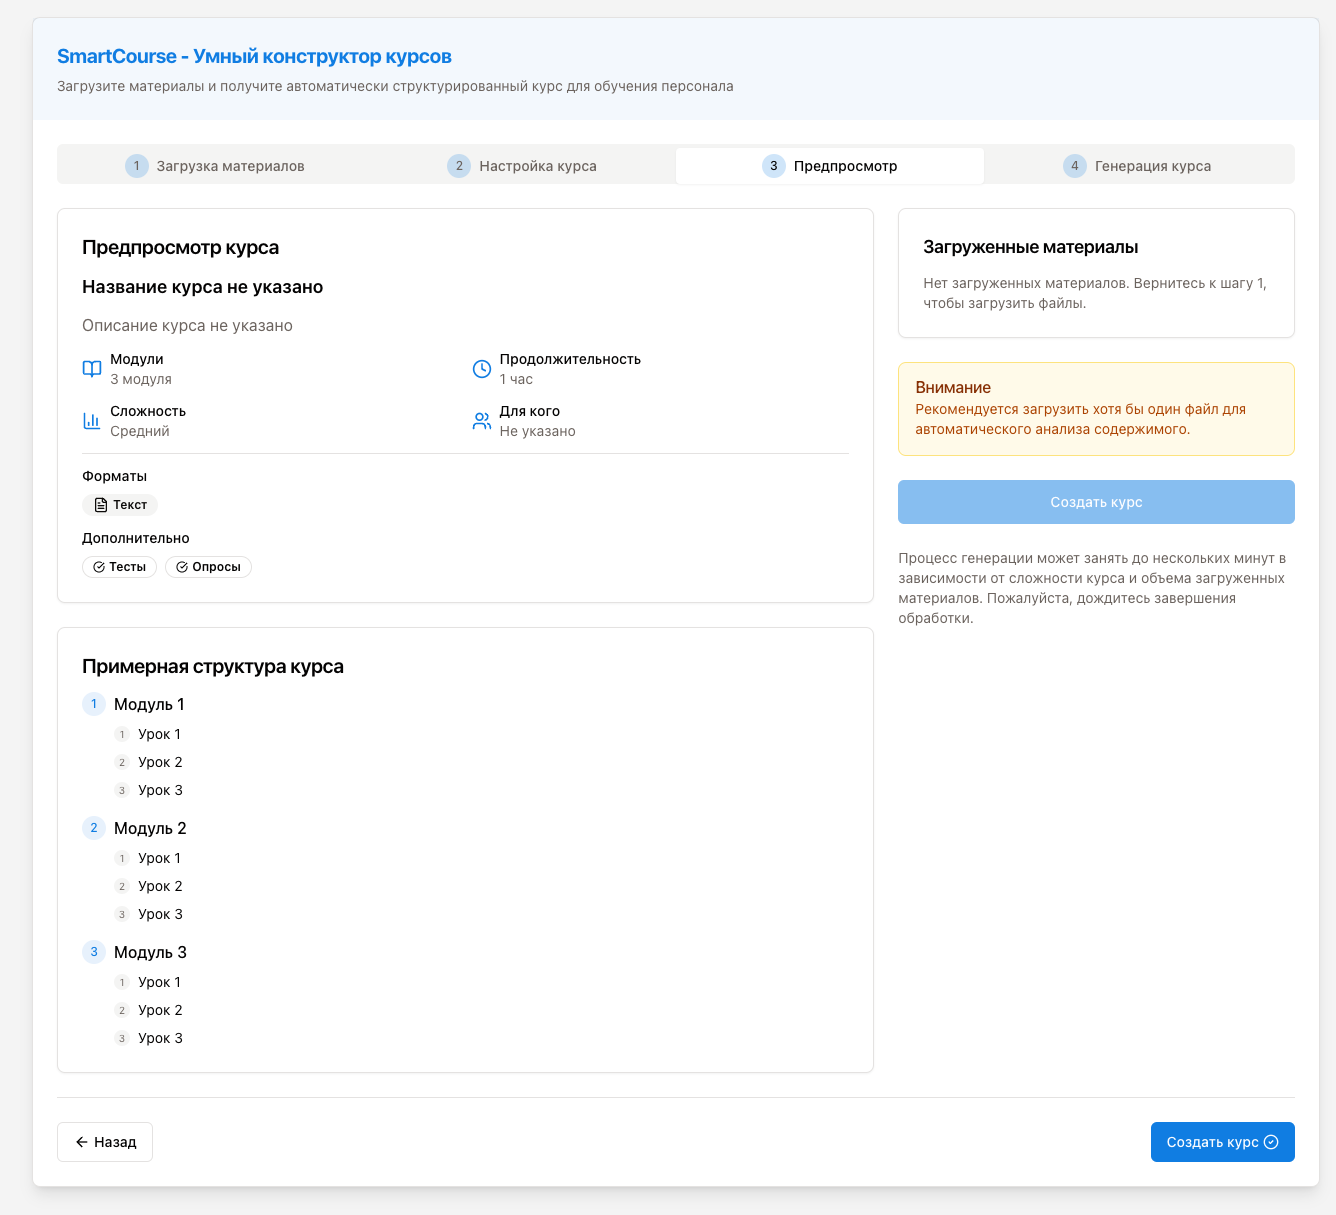 SmartCourse - Умный конструктор курсов
Загрузите материалы и получите автоматически структурированный курс для обучения персонала
1 Загрузка материалов
2 Настройка курса
3 Предпросмотр
4 Генерация курса
Предпросмотр курса
Название курса не указано
Описание курса не указано
Модули
3 модуля
Продолжительность
1 час
Сложность
Средний
Для кого
Не указано
Форматы
Текст
Дополнительно
Тесты
Опросы
Примерная структура курса
1 Модуль 1
1 Урок 1
2 Урок 2
3 Урок 3
2 Модуль 2
1 Урок 1
2 Урок 2
3 Урок 3
3 Модуль 3
1 Урок 1
2 Урок 2
3 Урок 3
Загруженные материалы
Нет загруженных материалов. Вернитесь к шагу 1,
чтобы загрузить файлы.
Внимание
Рекомендуется загрузить хотя бы один файл для
автоматического анализа содержимого.
Создать курс
Процесс генерации может занять до нескольких минут в
зависимости от сложности курса и объема загруженных
материалов. Пожалуйста, дождитесь завершения
обработки.
Назад
Создать курс